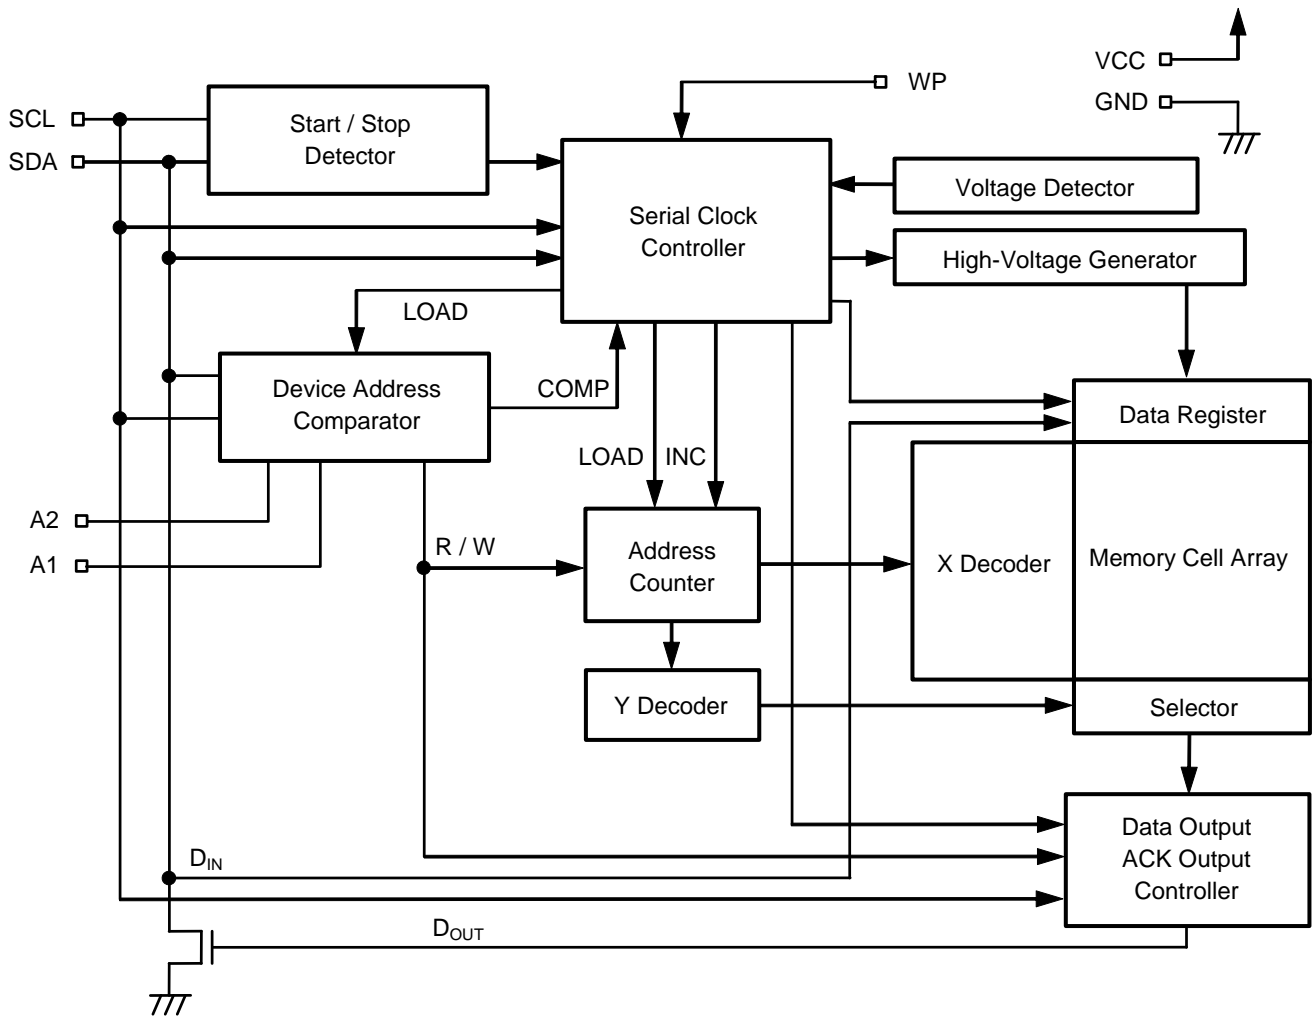 WP
VCC
GND
SCL
SDA
Start / Stop
Detector
Voltage Detector
Serial Clock
Controller
High-Voltage Generator
LOAD
Device Address
Comparator
COMP
Data Register
LOAD
INC
A2
A1
R / W
Address
Counter
X Decoder
Memory Cell Array
Y Decoder
Selector
Data Output
ACK Output
Controller
DIN
DOUT